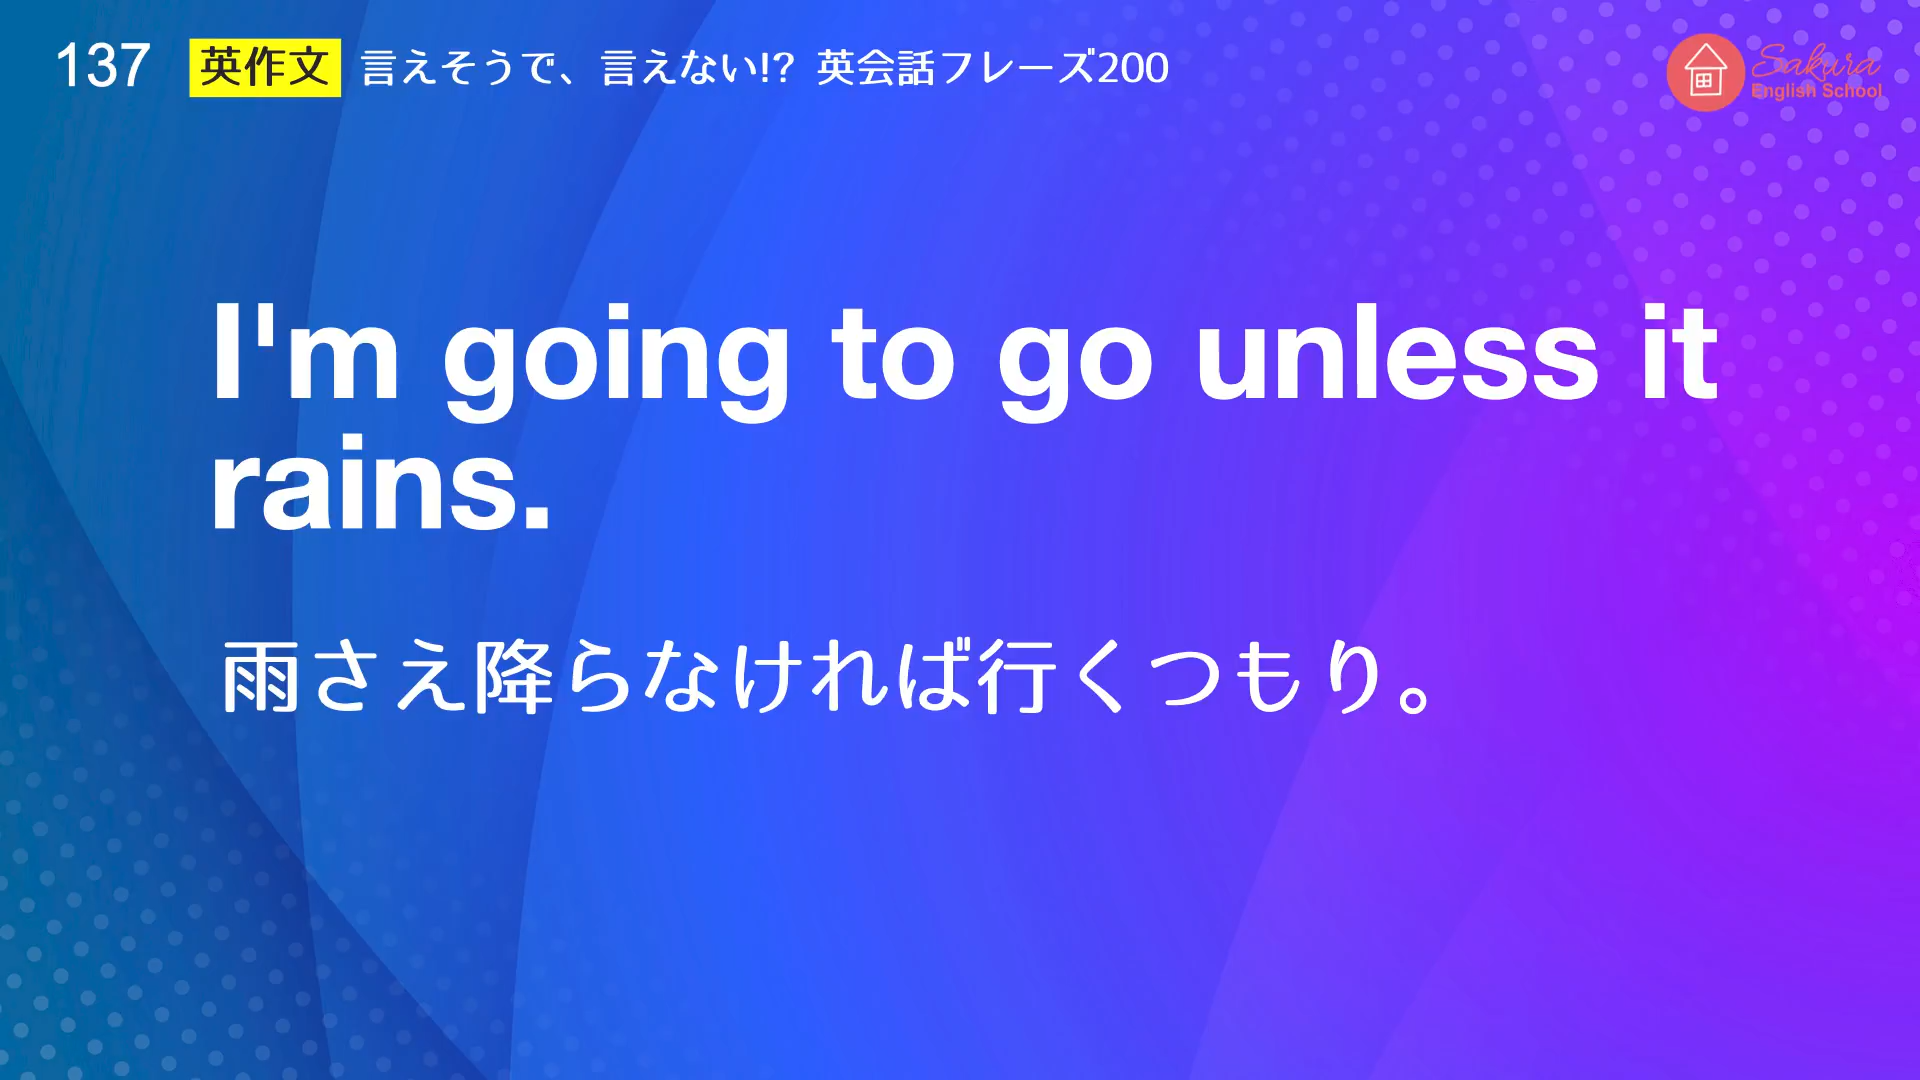 137 英作文 言えそうで、言えない!? 英会話フレーズ200
Sakura
English School
I'm going to go unless it
rains.
雨さえ降らなければ行くつもり。